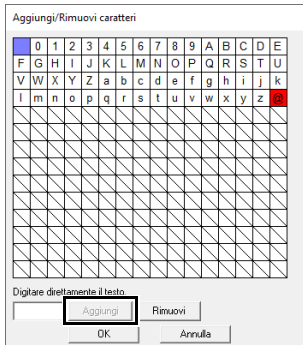 Aggiungi/Rimuovi caratteri
0 1 2 3 4 5 6 7 8 9 A B C D E
F G H I J K L M N O P Q R S T U
V W X Y Z a b c d e f g h i j k
l m n o p q r s t u v w x y z @
Digitare direttamente il testo.
Aggiungi Rimuovi
OK Annulla